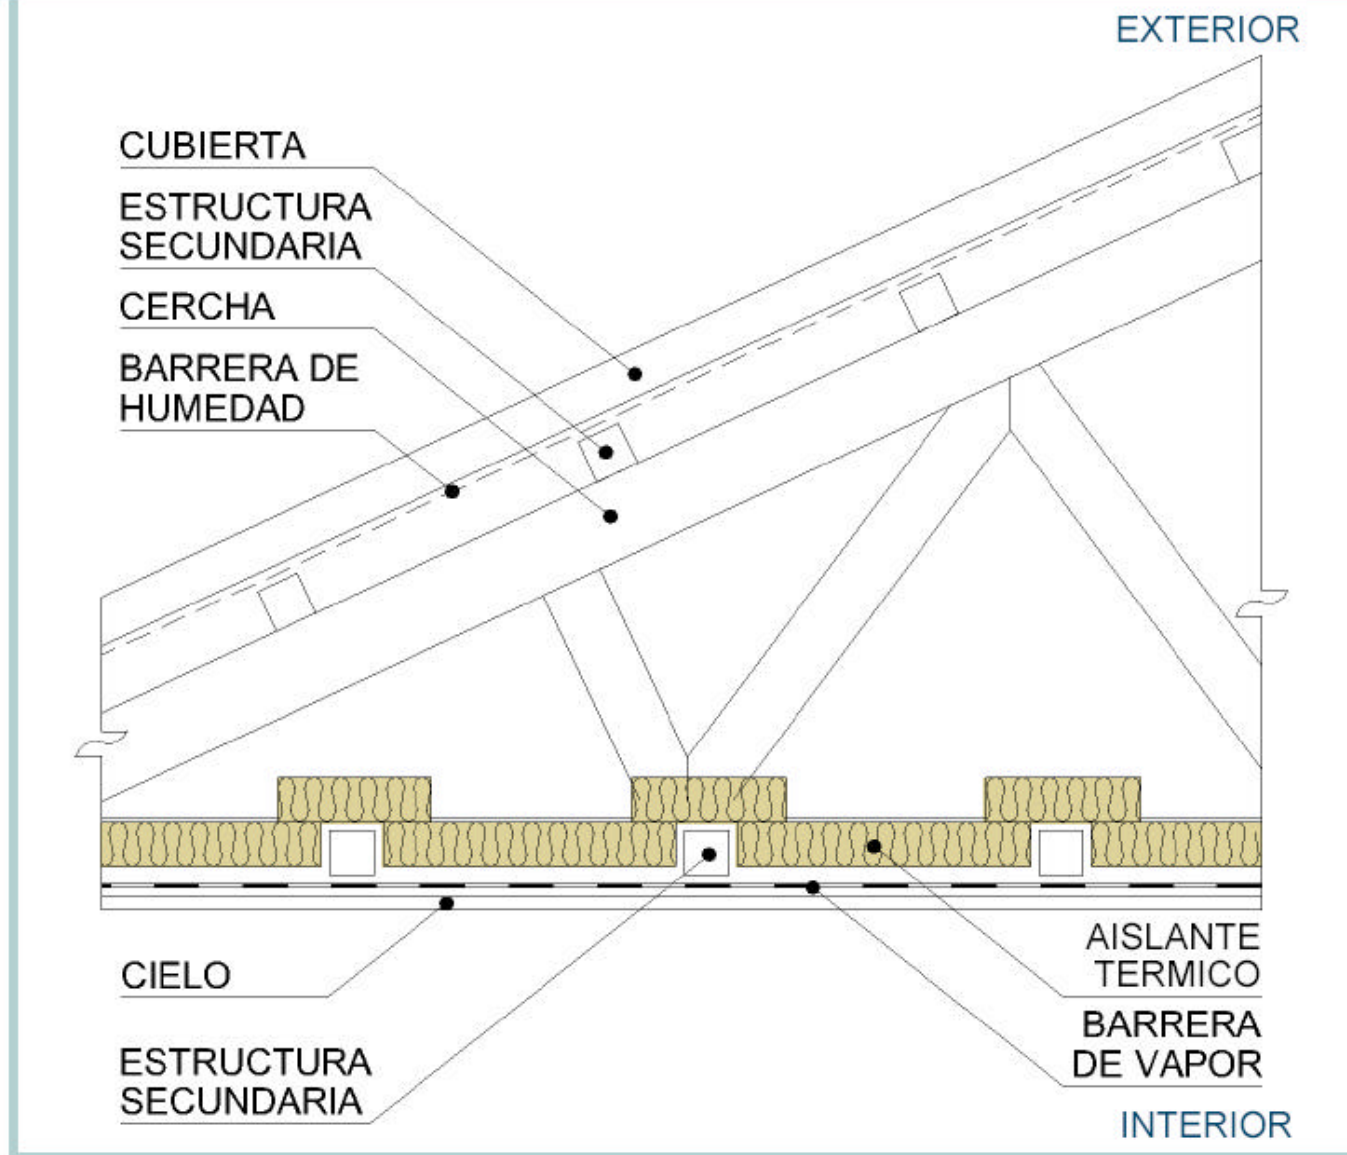 EXTERIOR
CUBIERTA
ESTRUCTURA
SECUNDARIA
CERCHA
BARRERA DE
HUMEDAD
CIELO
ESTRUCTURA
SECUNDARIA
AISLANTE
TERMICO
BARRERA
DE VAPOR
INTERIOR